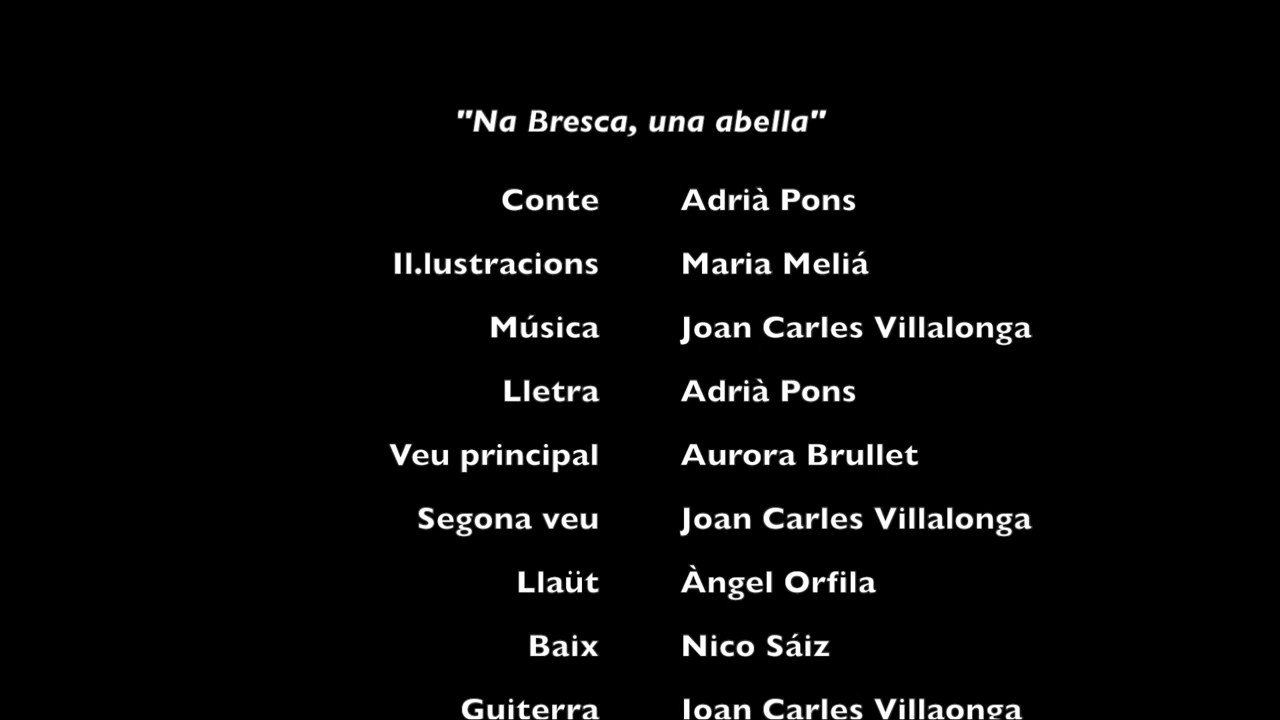 "Na Bresca, una abella"
Conte Adrià Pons
Il.lustracions Maria Meliá
Música Joan Carles Villalonga
Lletra Adrià Pons
Veu principal Aurora Brullet
Segona veu Joan Carles Villalonga
Llaüt Àngel Orfila
Baix Nico Sáiz
Guiterra Joan Carles Villaonga